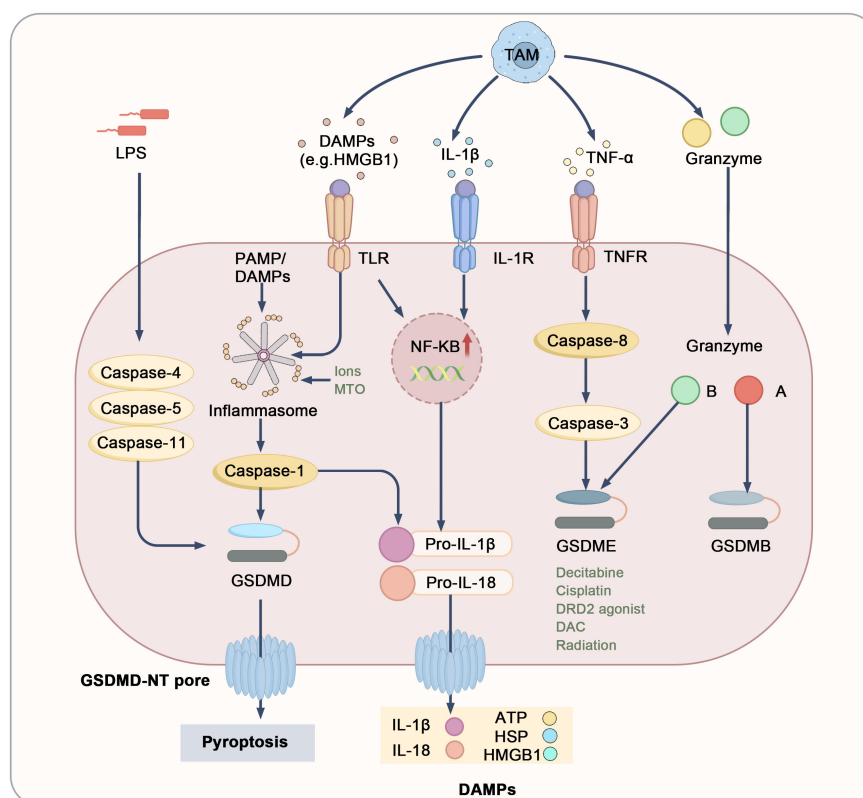 TAM
LPS
DAMPs
(e.g.HMGB1)
IL-1β
TNF-α
Granzyme
PAMP/
DAMPs
TLR
IL-1R
TNFR
NF-KB
Caspase-8
Granzyme
Ions
MTO
Caspase-4
Caspase-5
Caspase-11
Inflammasome
B
A
Caspase-3
Caspase-1
Pro-IL-1β
Pro-IL-18
GSDMD
GSDME
GSDMB
Decitabine
Cisplatin
DRD2 agonist
DAC
Radiation
GSDMD-NT pore
Pyroptosis
IL-1β
IL-18
ATP
HSP
HMGB1
DAMPs